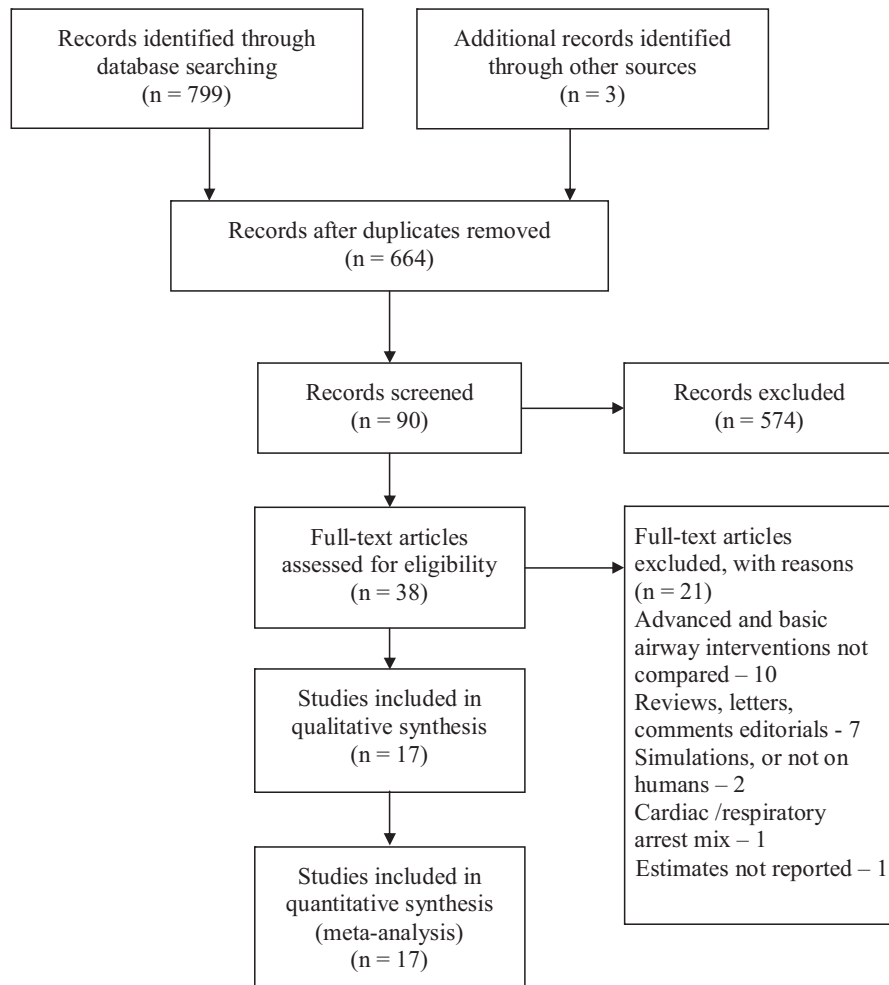 Records identified through
database searching
(n = 799)
Additional records identified
through other sources
(n = 3)
Records after duplicates removed
(n = 664)
Records screened
(n = 90)
Records excluded
(n = 574)
Full-text articles
assessed for eligibility
(n = 38)
Full-text articles
excluded, with reasons
(n = 21)
Advanced and basic
airway interventions not
compared – 10
Reviews, letters,
comments editorials - 7
Simulations, or not on
humans – 2
Cardiac /respiratory
arrest mix – 1
Estimates not reported – 1
Studies included in
qualitative synthesis
(n = 17)
Studies included in
quantitative synthesis
(meta-analysis)
(n = 17)